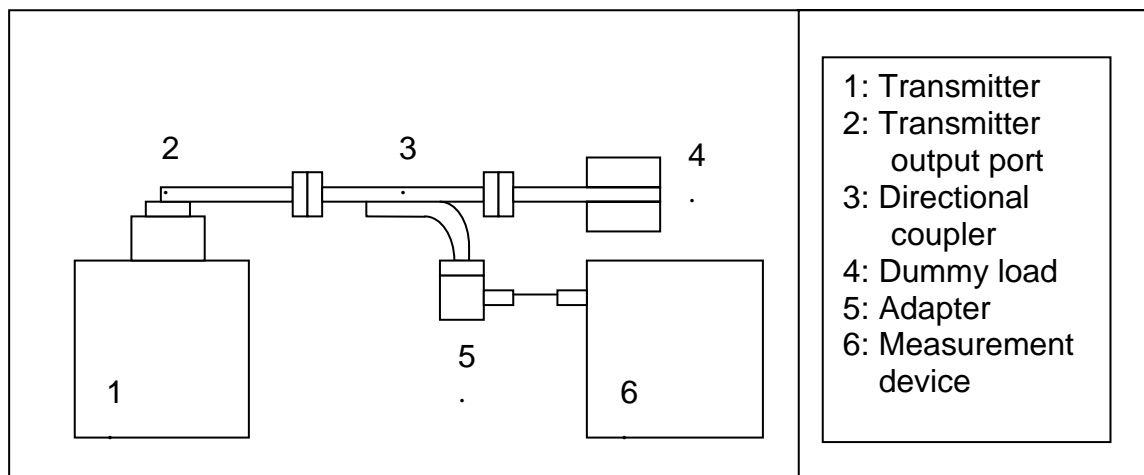 2
3
4
5
1
6
1: Transmitter
2: Transmitter
output port
3: Directional
coupler
4: Dummy load
5: Adapter
6: Measurement
device